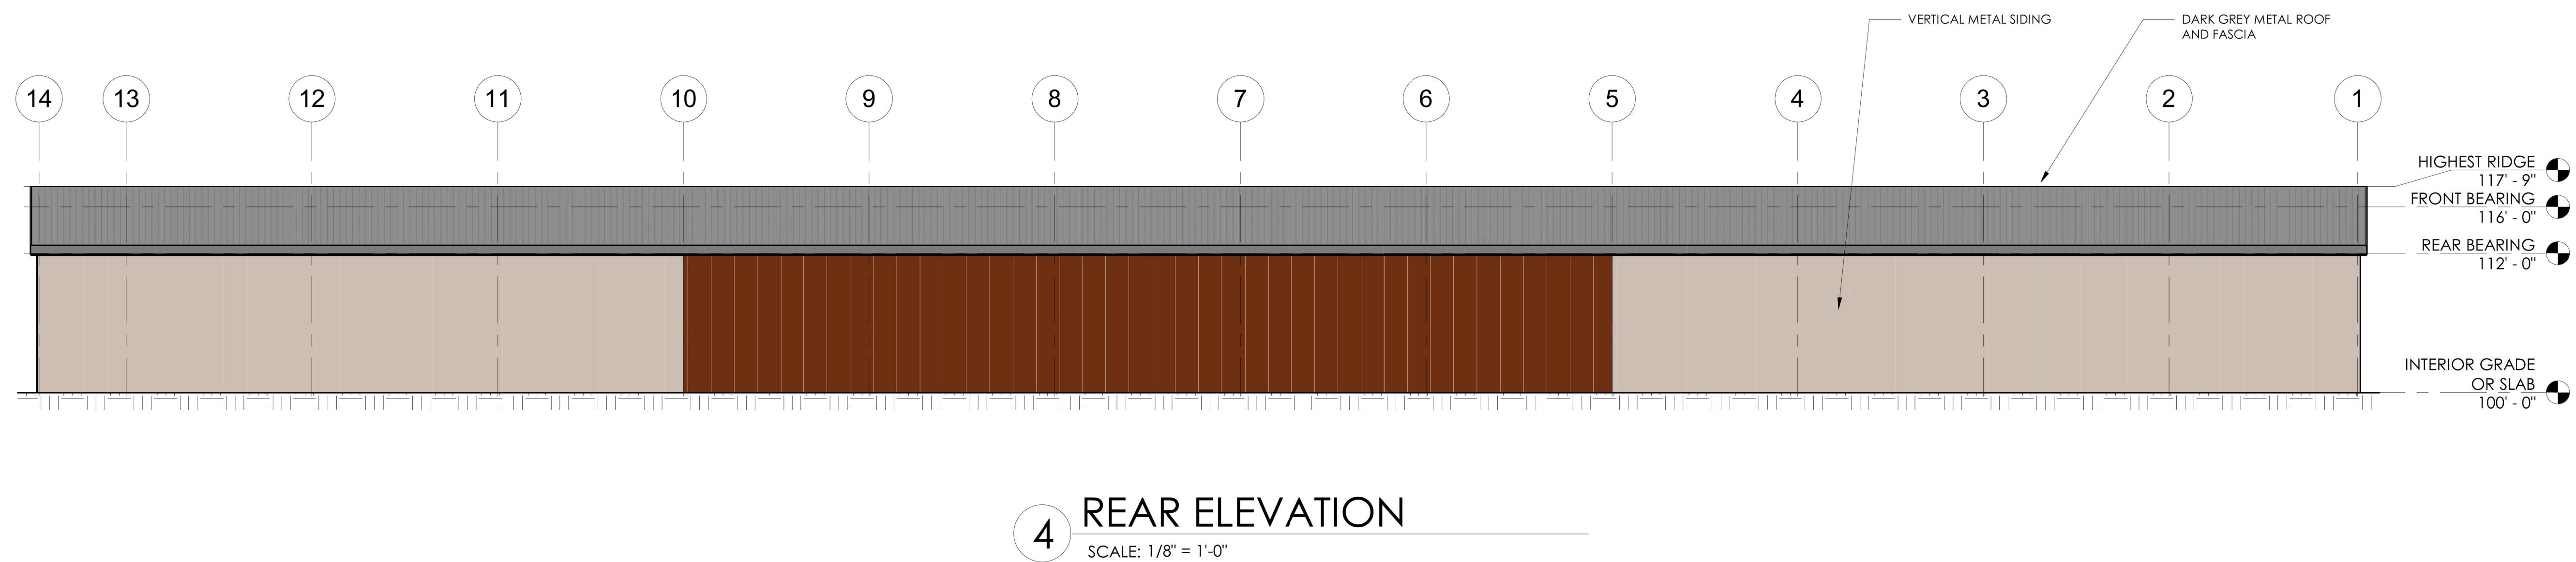 VERTICAL METAL SIDING
DARK GREY METAL ROOF
AND FASCIA
14 13 12 11 10 9 8 7 6 5 4 3 2 1
HIGHEST RIDGE
117' - 9"
FRONT BEARING
116' - 0"
REAR BEARING
112' - 0"
INTERIOR GRADE
OR SLAB
100' - 0"
4 REAR ELEVATION
SCALE: 1/8" = 1'-0"